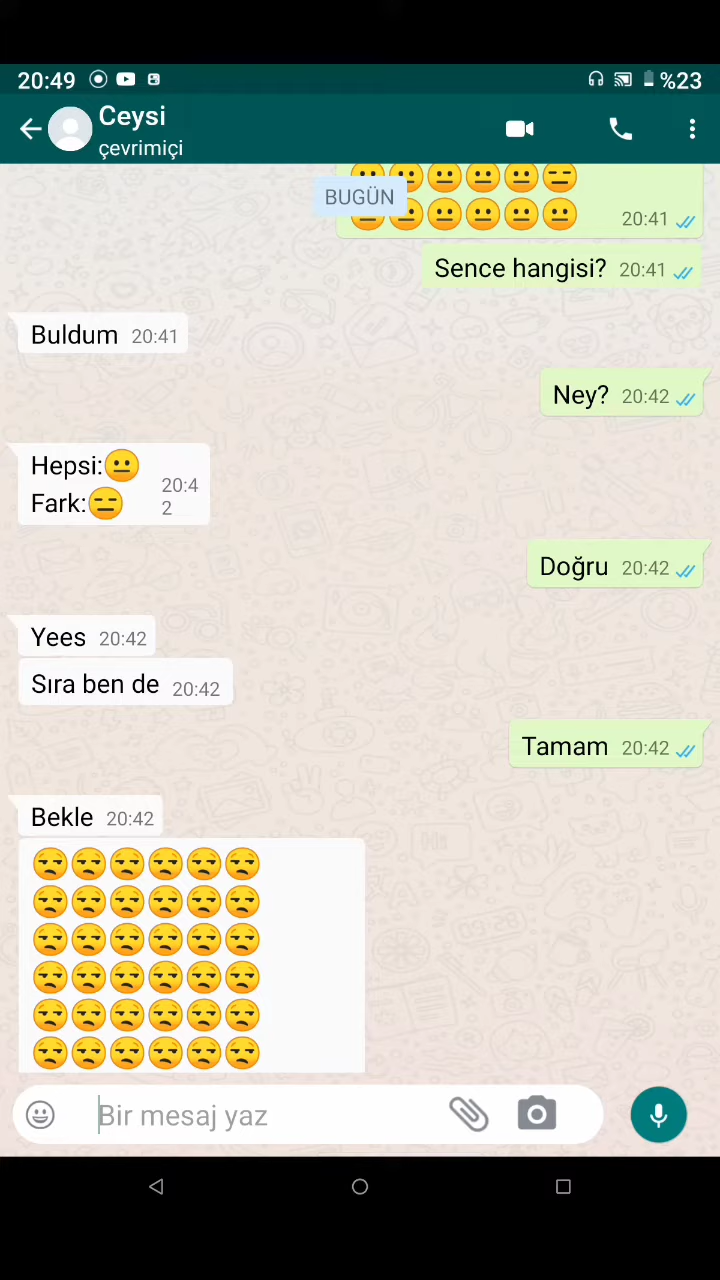 20:49 %23
Ceysi
çevrimiçi
BUGÜN
😐😐😐😐😐😑
😐😐😐😐😐😐 20:41
Sence hangisi? 20:41
Buldum 20:41
Ney? 20:42
Hepsi:😐
Fark:😑 20:42
Doğru 20:42
Yees 20:42
Sıra ben de 20:42
Tamam 20:42
Bekle 20:42
😒😒😒😒😒😒
😒😒😒😒😒😒
😒😒😒😒😒😒
😒😒😒😒😒😒
😒😒😒😒😒😒
😒😒😒😒😒😒
Bir mesaj yaz